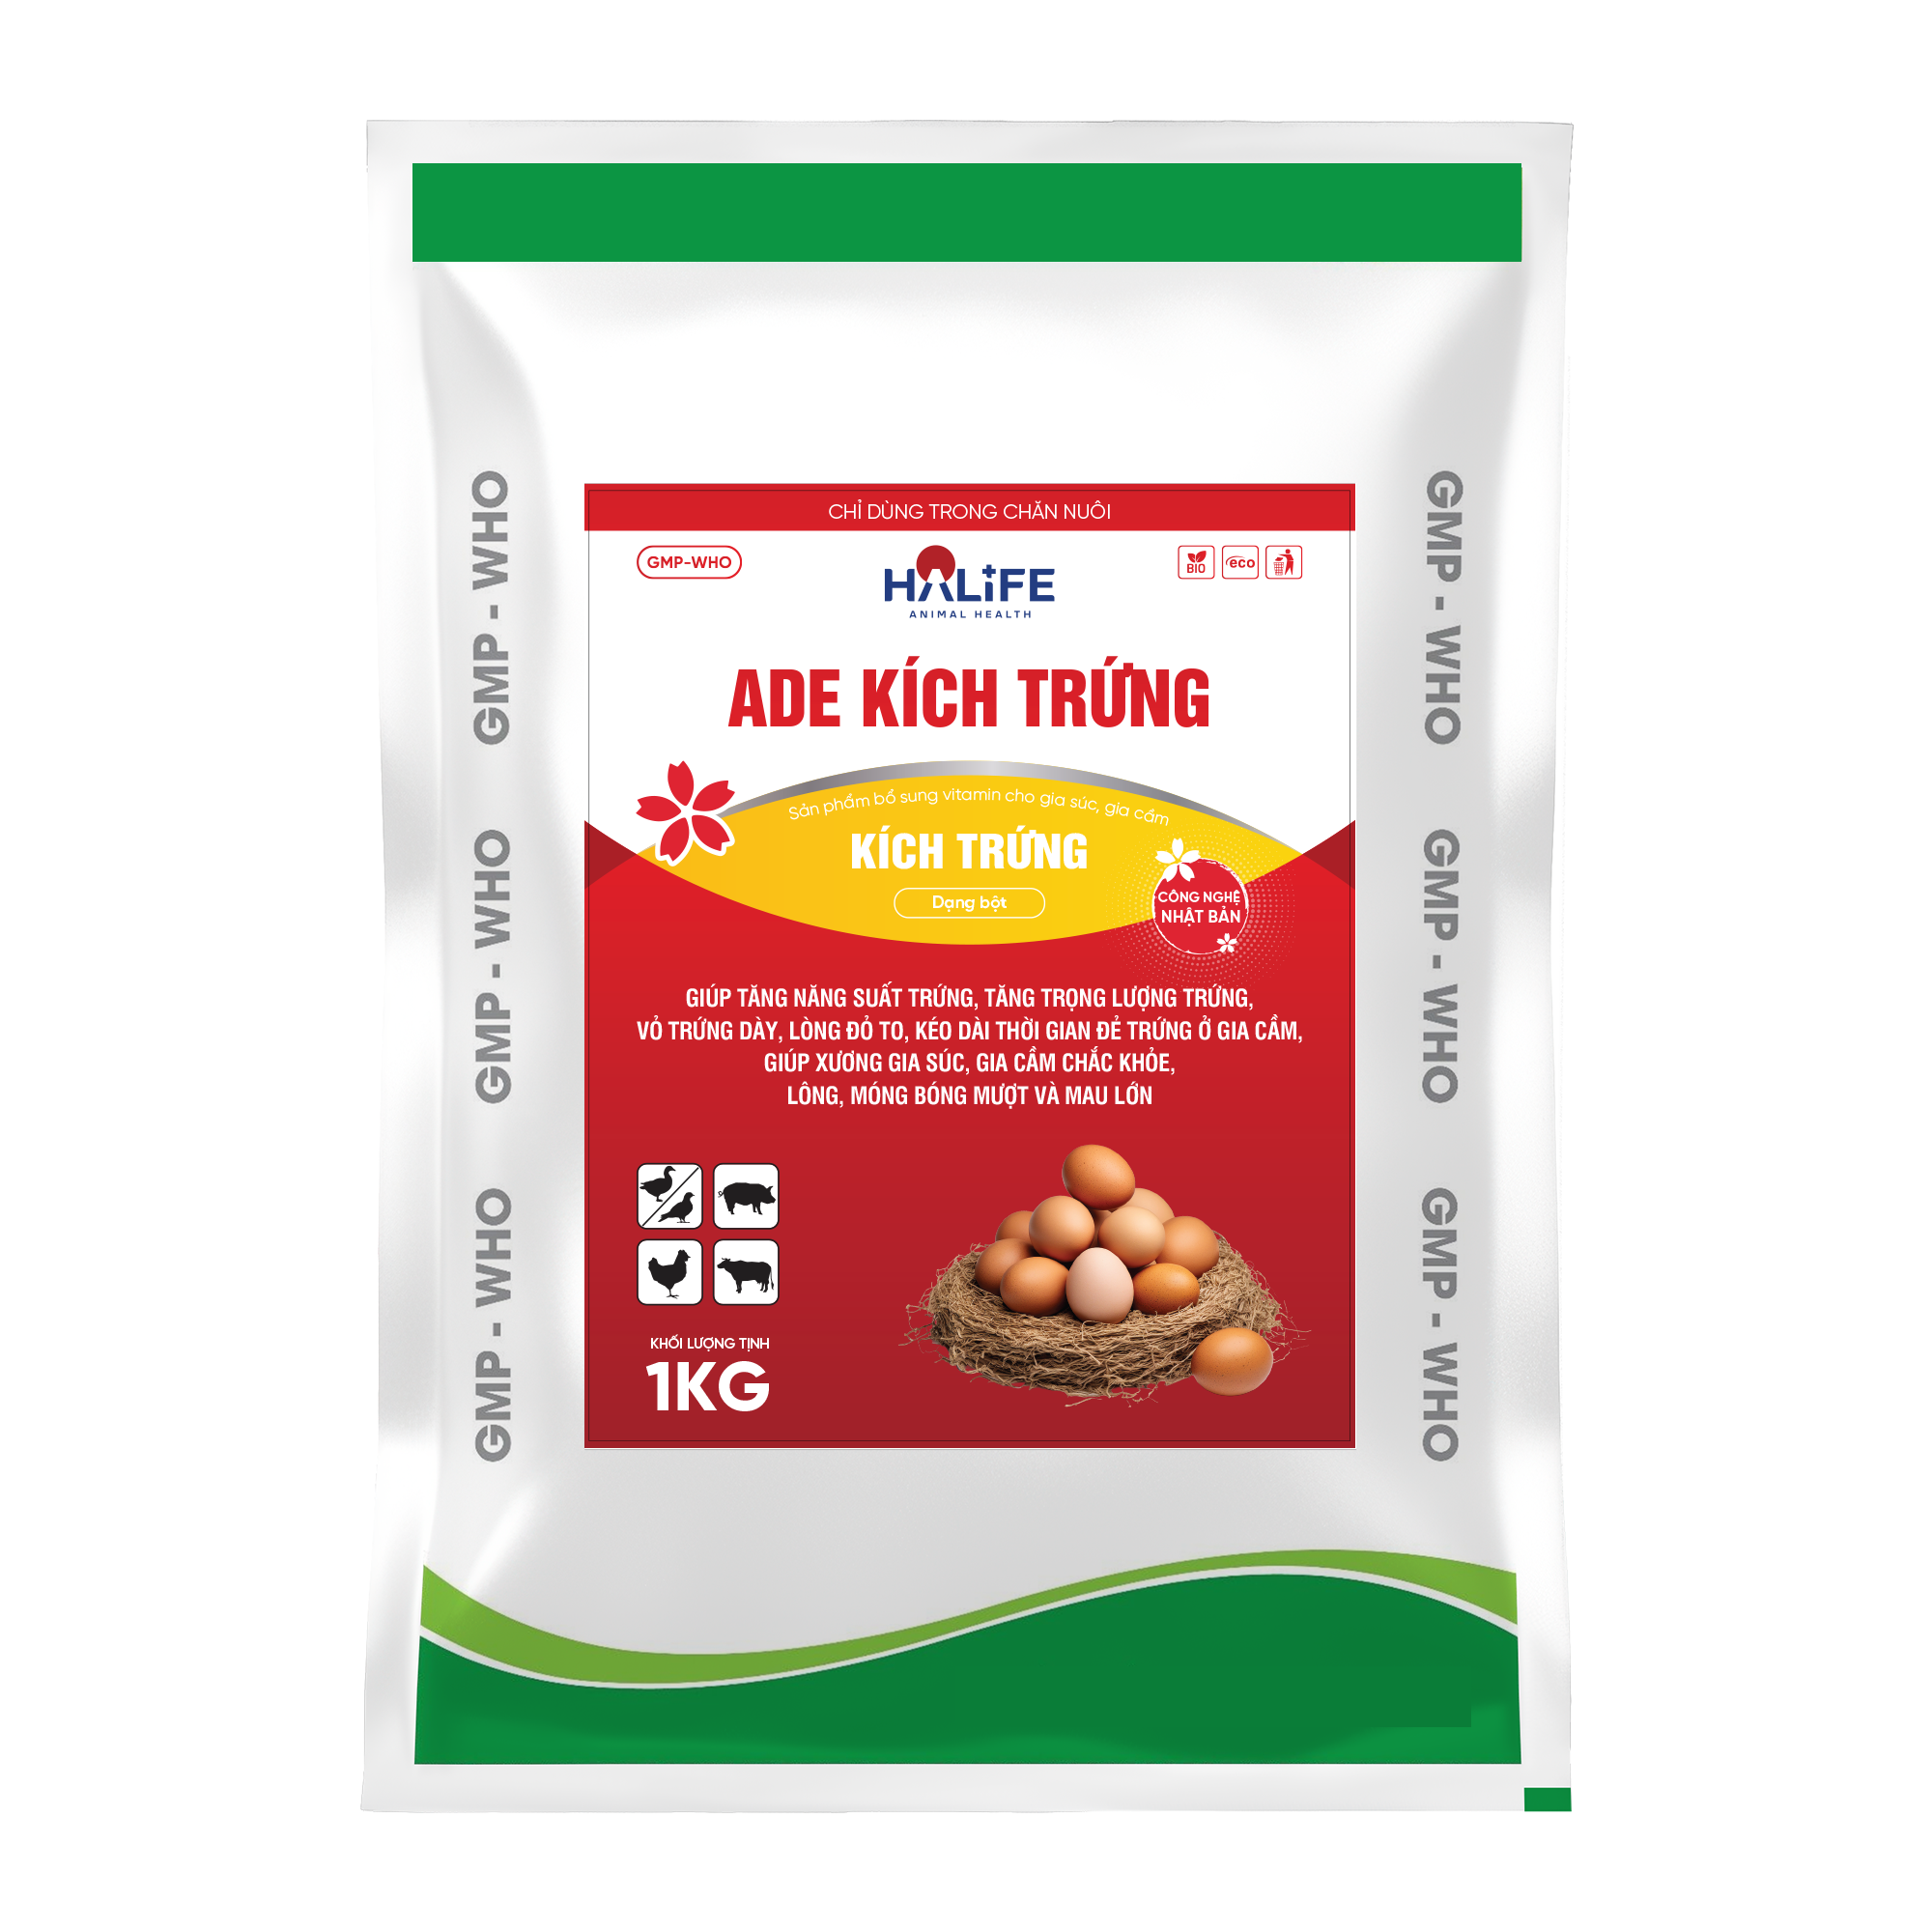 CHỈ DÙNG TRONG CHĂN NUÔI
GMP-WHO
HALiFE
ANIMAL HEALTH
BIO
eco
ADE KÍCH TRỨNG
Sản phẩm bổ sung vitamin cho gia súc, gia cầm
KÍCH TRỨNG
Dạng bột
CÔNG NGHỆ
NHẬT BẢN
GIÚP TĂNG NĂNG SUẤT TRỨNG, TĂNG TRỌNG LƯỢNG TRỨNG,
VỎ TRỨNG DÀY, LÒNG ĐỎ TO, KÉO DÀI THỜI GIAN ĐẺ TRỨNG Ở GIA CẦM,
GIÚP XƯƠNG GIA SÚC, GIA CẦM CHẮC KHỎE,
LÔNG, MÓNG BÓNG MƯỢT VÀ MAU LỚN
KHỐI LƯỢNG TỊNH
1KG
GMP - WHO
GMP - WHO
GMP - WHO
GMP - WHO
GMP - WHO
GMP - WHO